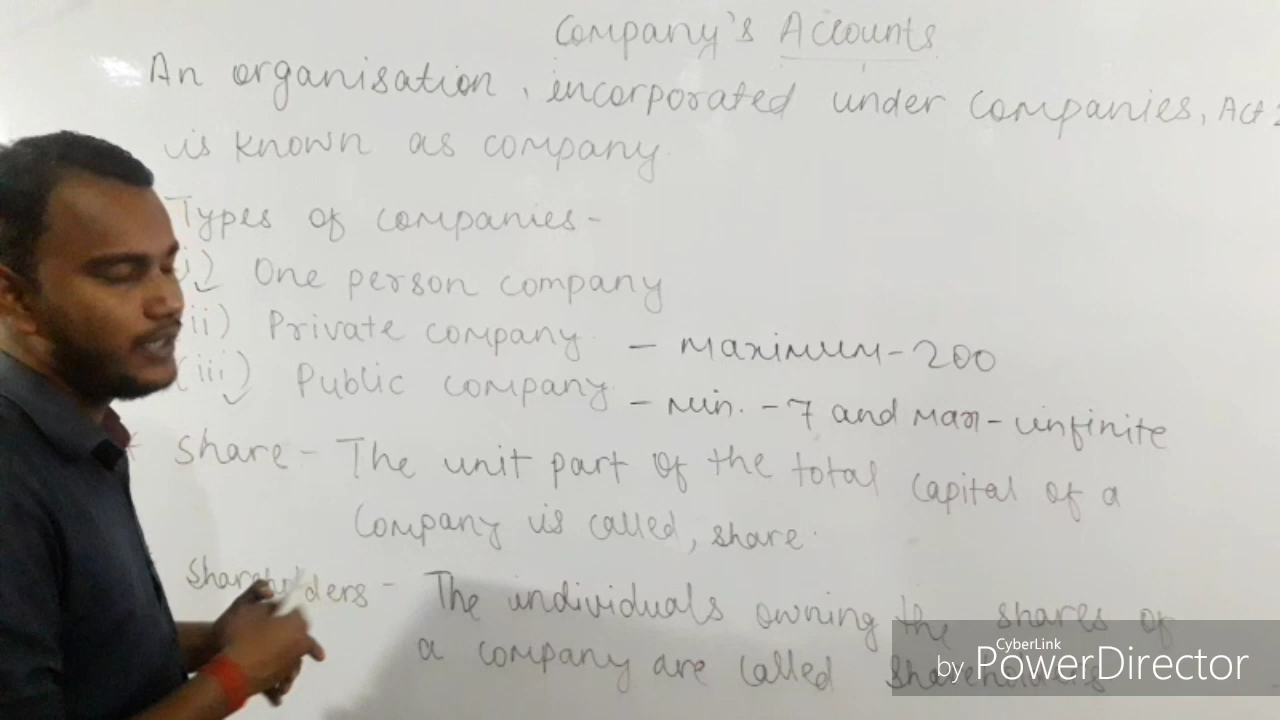 Company's Accounts
An organisation, incorporated under Companies, Act
is known as company.
Types of companies-
i) One person company
ii) Private company - Maximum-200
(iii) Public company - Min. - 7 and Max - infinite
* Share - The unit part of the total capital of a
Company is called, share.
Shareholders - The individuals owning the shares of
a company are called shareholders
CyberLink
by PowerDirector